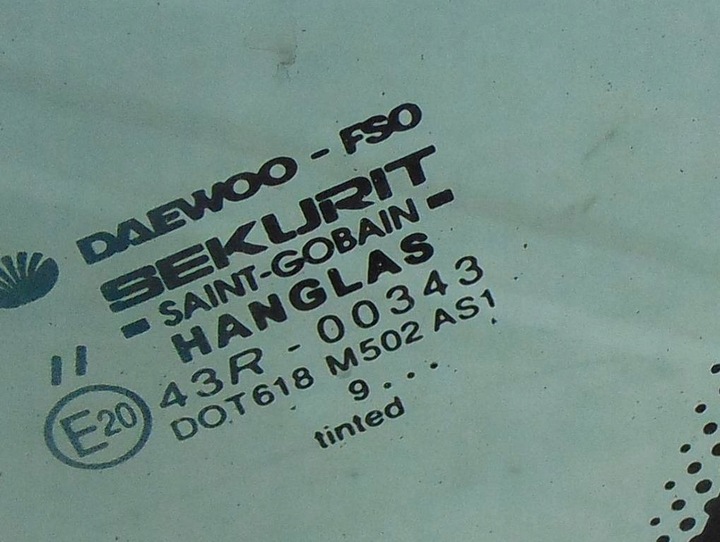 DAEWOO - FSO
SEKURIT
- SAINT-GOBAIN -
HANGLAS
II
E20
43R - 00343
DOT618 M502 AS1
9...
tinted